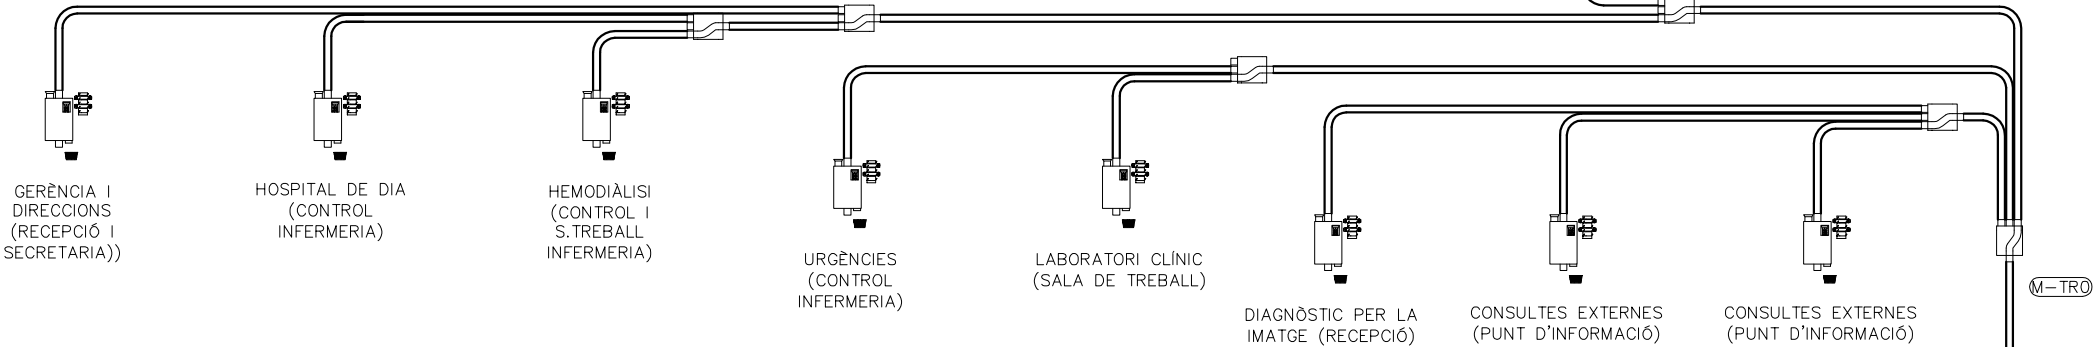 GERÈNCIA I
DIRECCIONS
(RECEPCIÓ I
SECRETARIA))
HOSPITAL DE DIA
(CONTROL
INFERMERIA)
HEMODIÀLISI
(CONTROL I
S.TREBALL
INFERMERIA)
URGÈNCIES
(CONTROL
INFERMERIA)
LABORATORI CLÍNIC
(SALA DE TREBALL)
DIAGNÒSTIC PER LA
IMATGE (RECEPCIÓ)
CONSULTES EXTERNES
(PUNT D'INFORMACIÓ)
CONSULTES EXTERNES
(PUNT D'INFORMACIÓ)
M-TRO